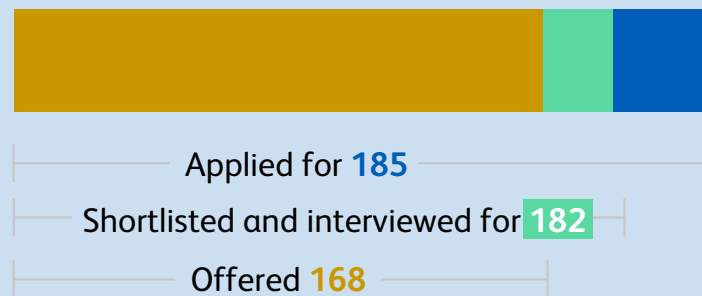 Applied for 185
Shortlisted and interviewed for 182
Offered 168